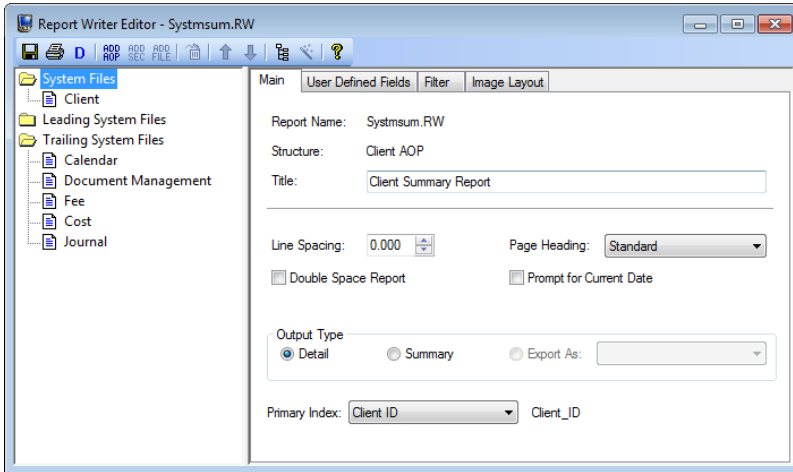 Report Writer Editor - Systmsum.RW
D ADD AOP ADD SEC ADD FILE ?
System Files
Client
Leading System Files
Trailing System Files
Calendar
Document Management
Fee
Cost
Journal
Main User Defined Fields Filter Image Layout
Report Name: Systmsum.RW
Structure: Client AOP
Title: Client Summary Report
Line Spacing: 0.000 Page Heading: Standard
Double Space Report Prompt for Current Date
Output Type
Detail Summary Export As:
Primary Index: Client ID Client_ID